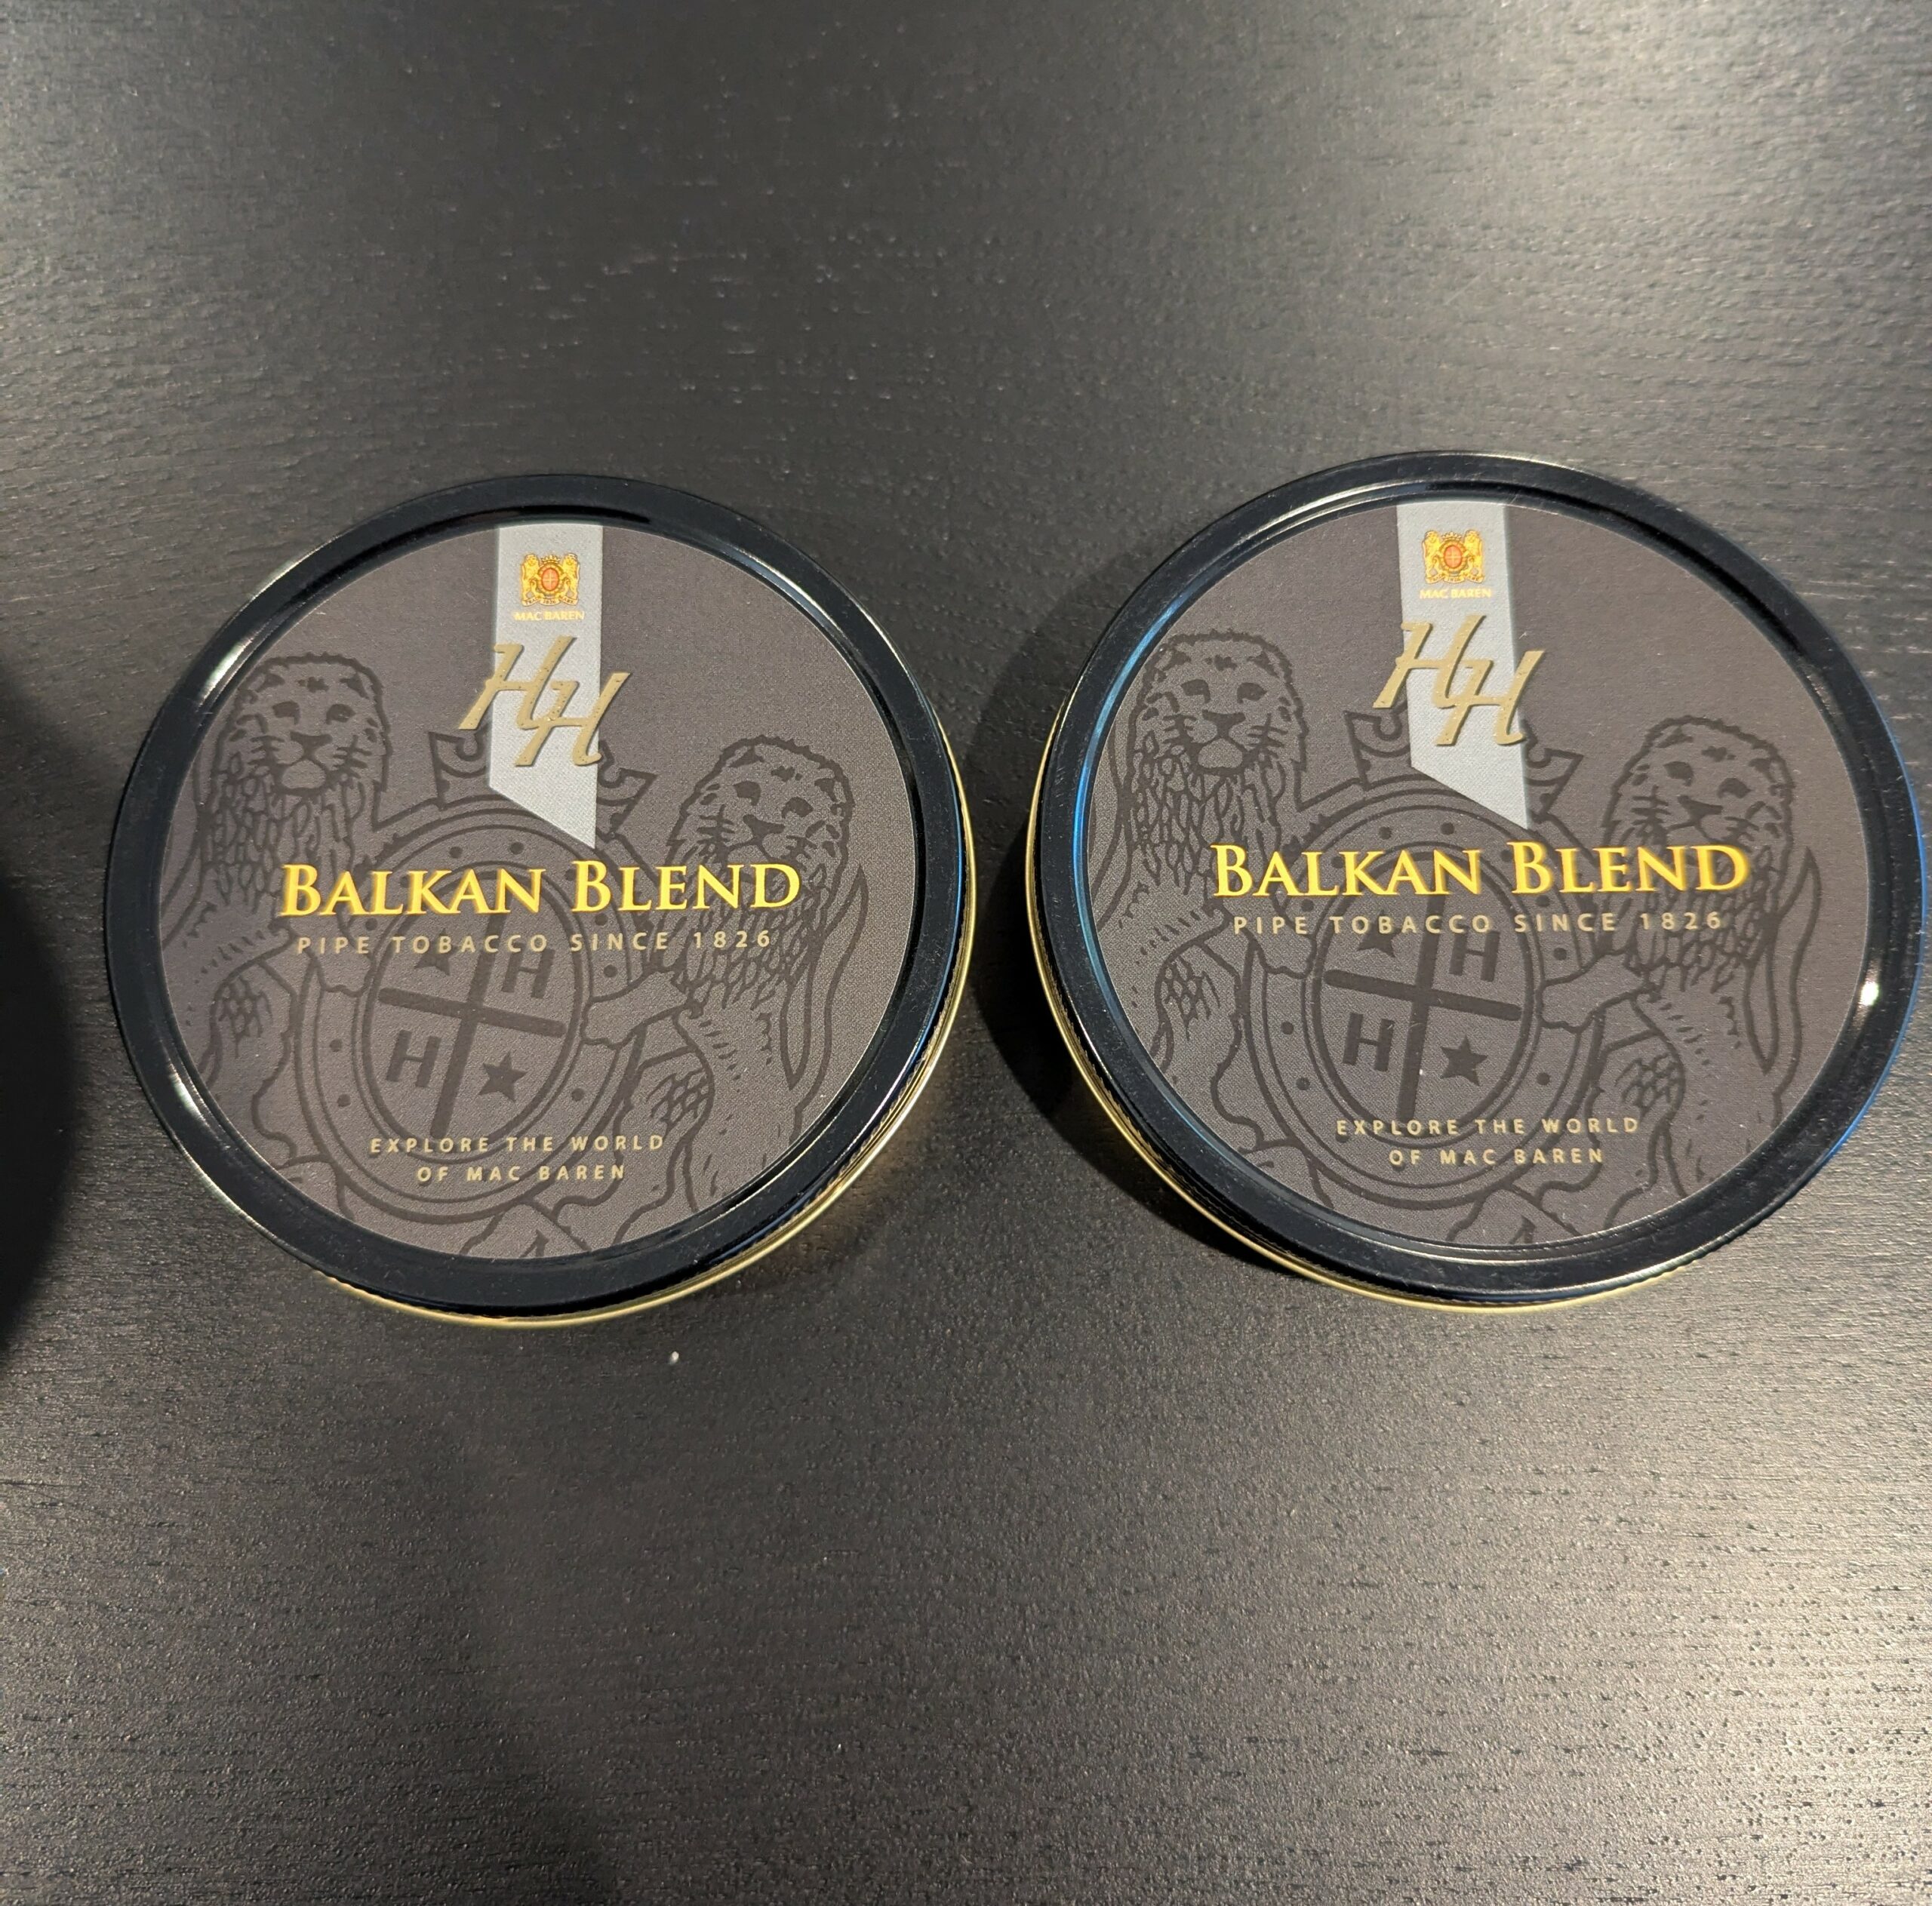 MAC BAREN
HH
BALKAN BLEND
PIPE TOBACCO SINCE 1826
H
H
EXPLORE THE WORLD
OF MAC BAREN
MAC BAREN
HH
BALKAN BLEND
PIPE TOBACCO SINCE 1826
H
H
EXPLORE THE WORLD
OF MAC BAREN